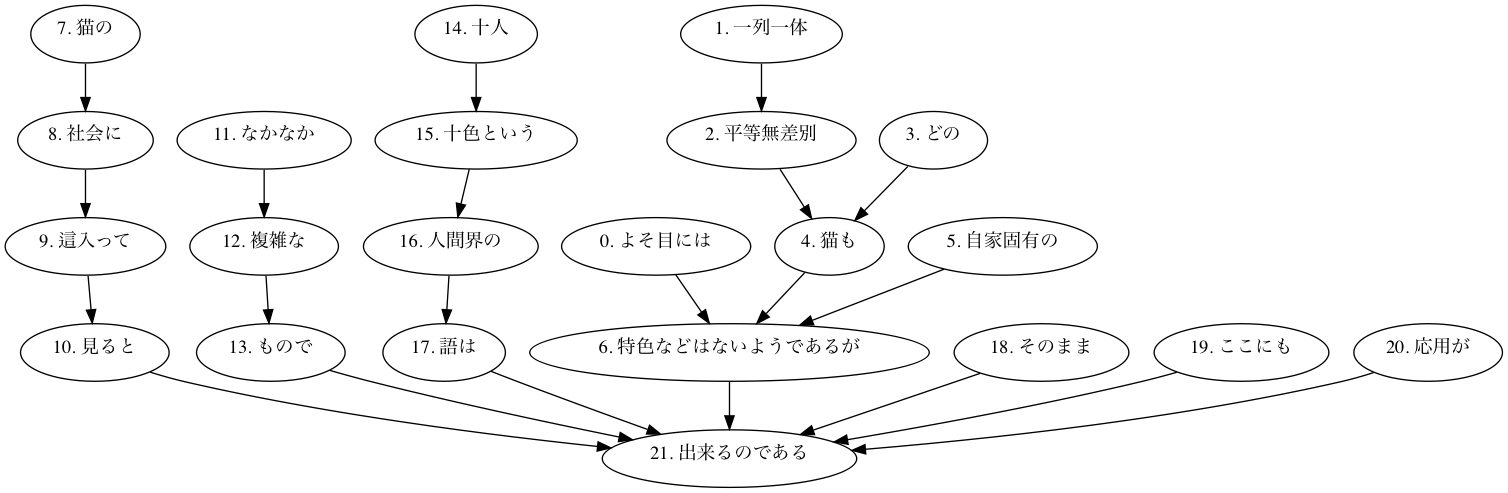 7. 猫の
14. 十人
1. 一列一体
8. 社会に
11. なかなか
15. 十色という
2. 平等無差別
3. どの
9. 這入って
12. 複雑な
16. 人間界の
0. よそ目には
4. 猫も
5. 自家固有の
10. 見ると
13. もので
17. 語は
6. 特色などはないようであるが
18. そのまま
19. ここにも
20. 応用が
21. 出来るのである